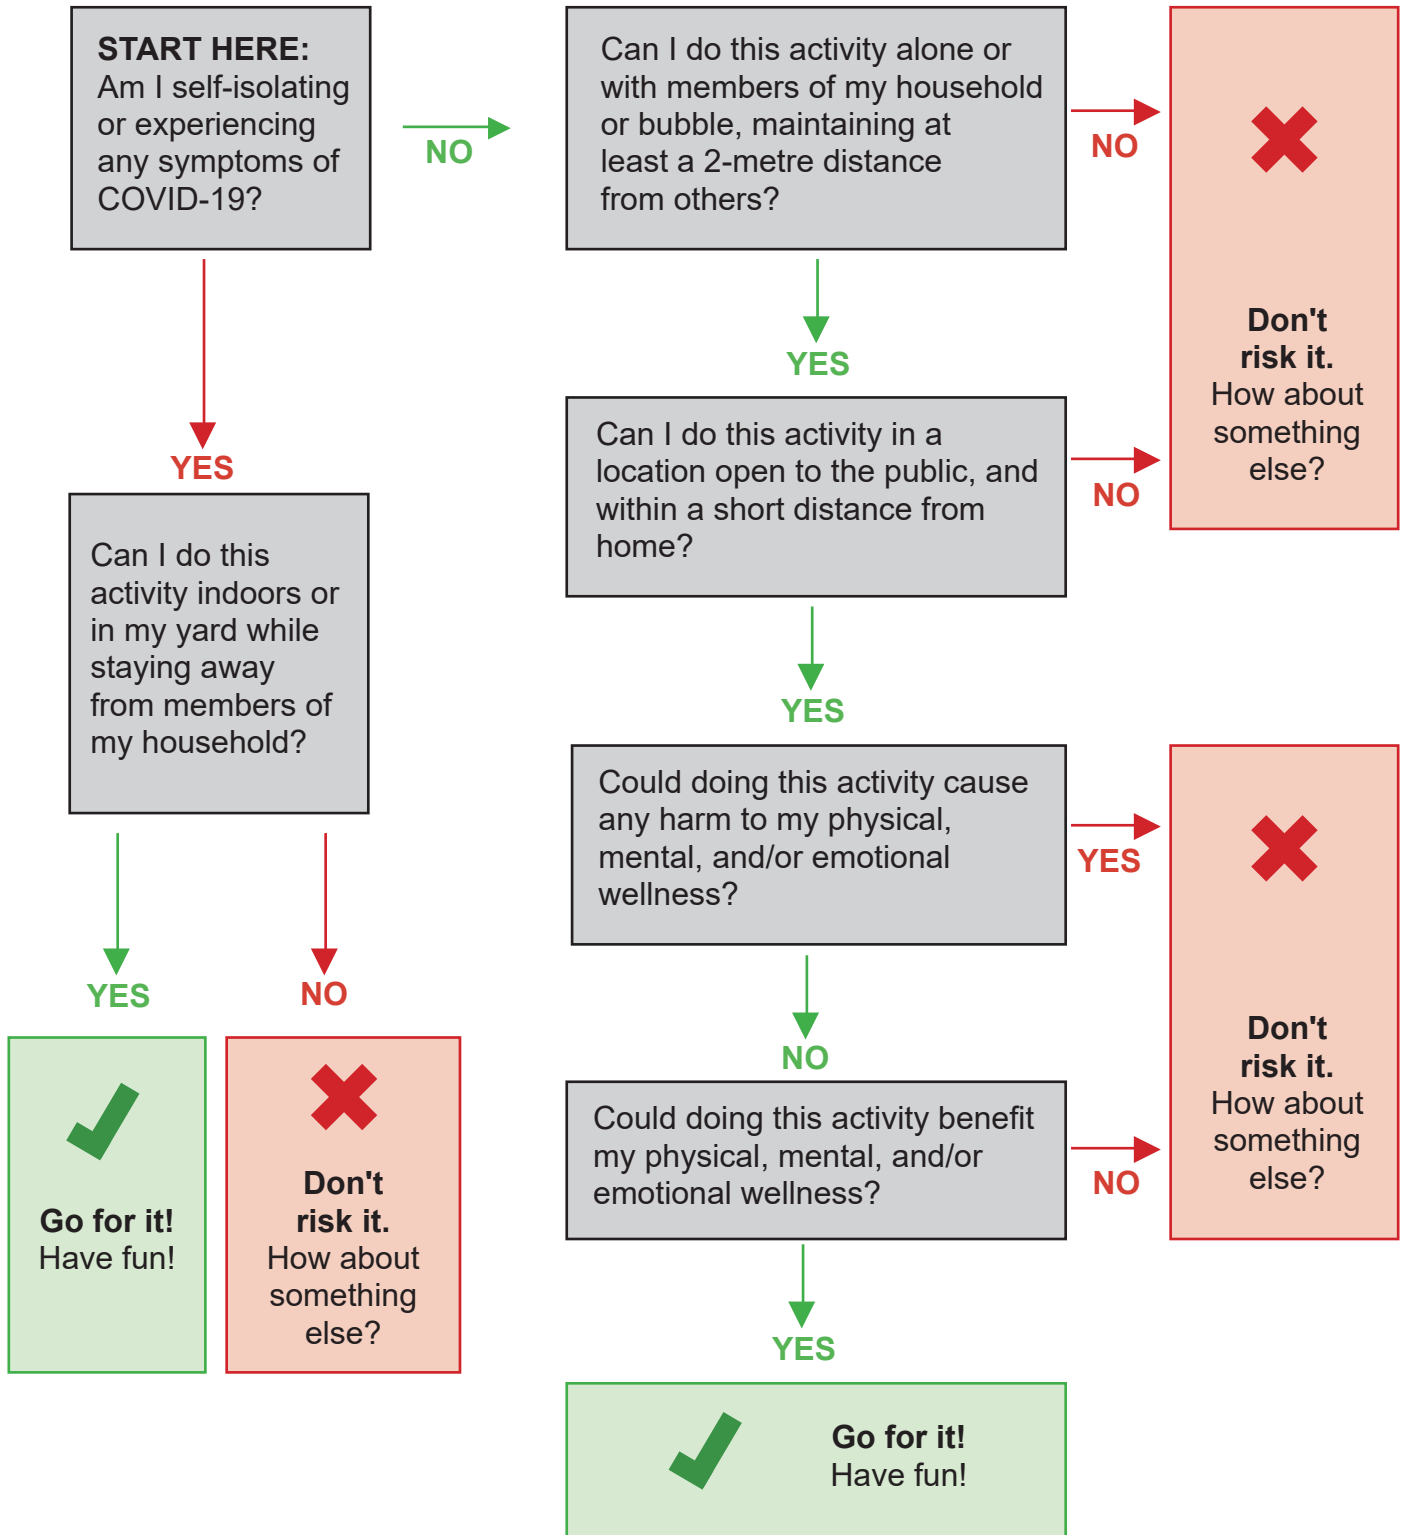 START HERE:
Am I self-isolating
or experiencing
any symptoms of
COVID-19?
NO
Can I do this activity alone or
with members of my household
or bubble, maintaining at
least a 2-metre distance
from others?
NO
Don't
risk it.
How about
something
else?
YES
YES
Can I do this activity in a
location open to the public, and
within a short distance from
home?
NO
Can I do this
activity indoors or
in my yard while
staying away
from members of
my household?
YES
Could doing this activity cause
any harm to my physical,
mental, and/or emotional
wellness?
YES
Don't
risk it.
How about
something
else?
YES
NO
NO
Could doing this activity benefit
my physical, mental, and/or
emotional wellness?
NO
Go for it!
Have fun!
Don't
risk it.
How about
something
else?
YES
Go for it!
Have fun!